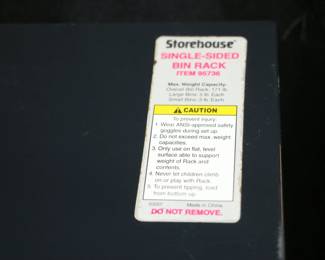 Storehouse
SINGLE-SIDED
BIN RACK
ITEM 95736
Max. Weight Capacity:
Overall Bin Rack: 171 lb.
Large Bins: 5 lb. Each
Small Bins: 3 lb. Each
CAUTION
To prevent injury:
1. Wear ANSI-approved safety
goggles during set up.
2. Do not exceed max. weight
capacities.
3. Only use on flat, level
surface able to support
weight of Rack and
contents.
4. Never let children climb
on or play with Rack.
5. To prevent tipping, load
from bottom up.
Made in China
DO NOT REMOVE.